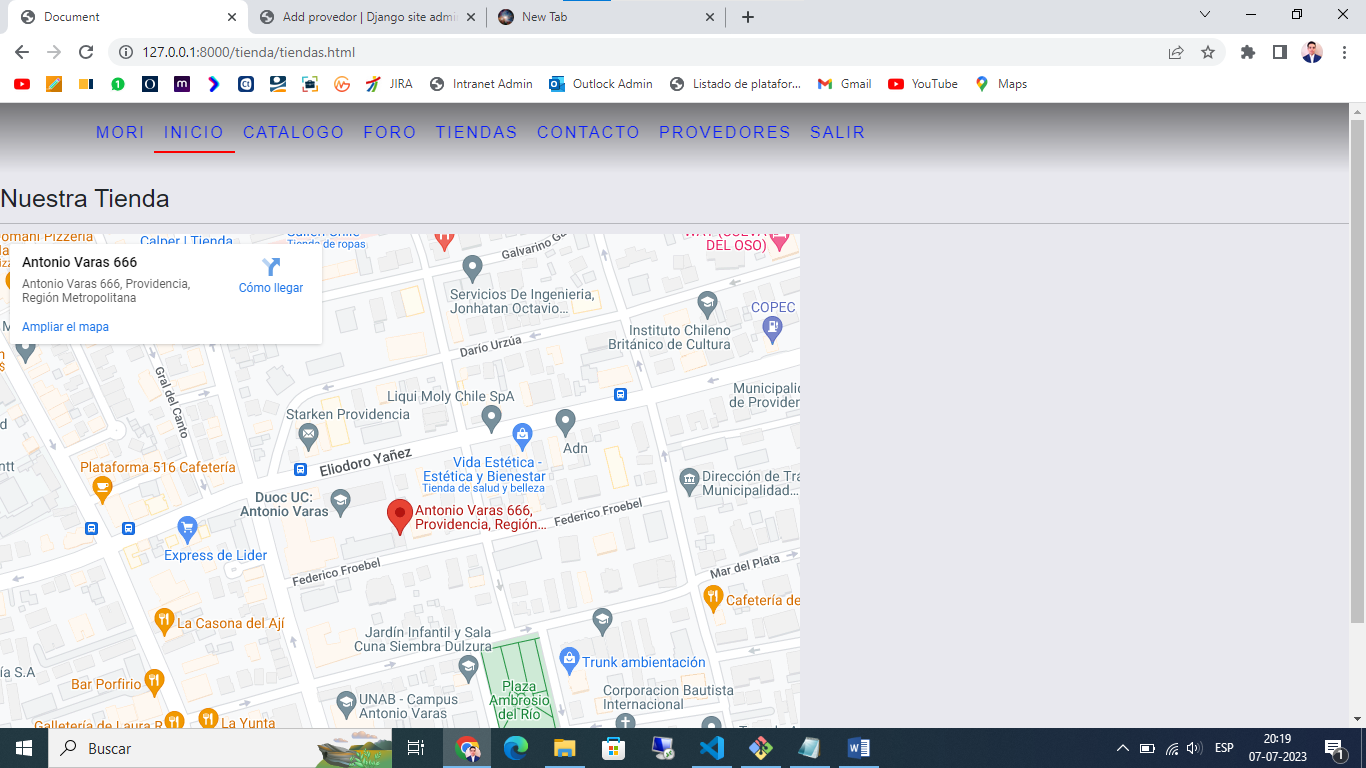 Document
Add provedor | Django site admi
New Tab
127.0.0.1:8000/tienda/tiendas.html
JIRA
Intranet Admin
Outlock Admin
Listado de platafor...
Gmail
YouTube
Maps
MORI INICIO CATALOGO FORO TIENDAS CONTACTO PROVEDORES SALIR
Nuestra Tienda
Antonio Varas 666
Antonio Varas 666, Providencia,
Región Metropolitana
Cómo llegar
Ampliar el mapa
Calper | Tienda
Tienda de ropas
Galvarino
DEL OSO)
Servicios De Ingenieria,
Jonhatan Octavio...
COPEC
Instituto Chileno
Británico de Cultura
Darío Urzúa
Gral del Canto
Liqui Moly Chile SpA
Municipali
de Provider
Starken Providencia
Adn
Eliodoro Yañez
Vida Estética -
Estética y Bienestar
Tienda de salud y belleza
Plataforma 516 Cafetería
Dirección de Trá
Municipalidad...
Duoc UC:
Antonio Varas
Antonio Varas 666,
Providencia, Región...
Federico Froebel
Express de Lider
Federico Froebel
Mar del Plata
Cafetería de
La Casona del Ají
Jardín Infantil y Sala
Cuna Siembra Dulzura
Trunk ambientación
ía S.A
Bar Porfirio
Plaza
Ambrosio
del Río
Corporacion Bautista
Internacional
UNAB - Campus
Antonio Varas
Galletería de Laura R
La Yunta
Buscar
ESP
20:19
07-07-2023
1